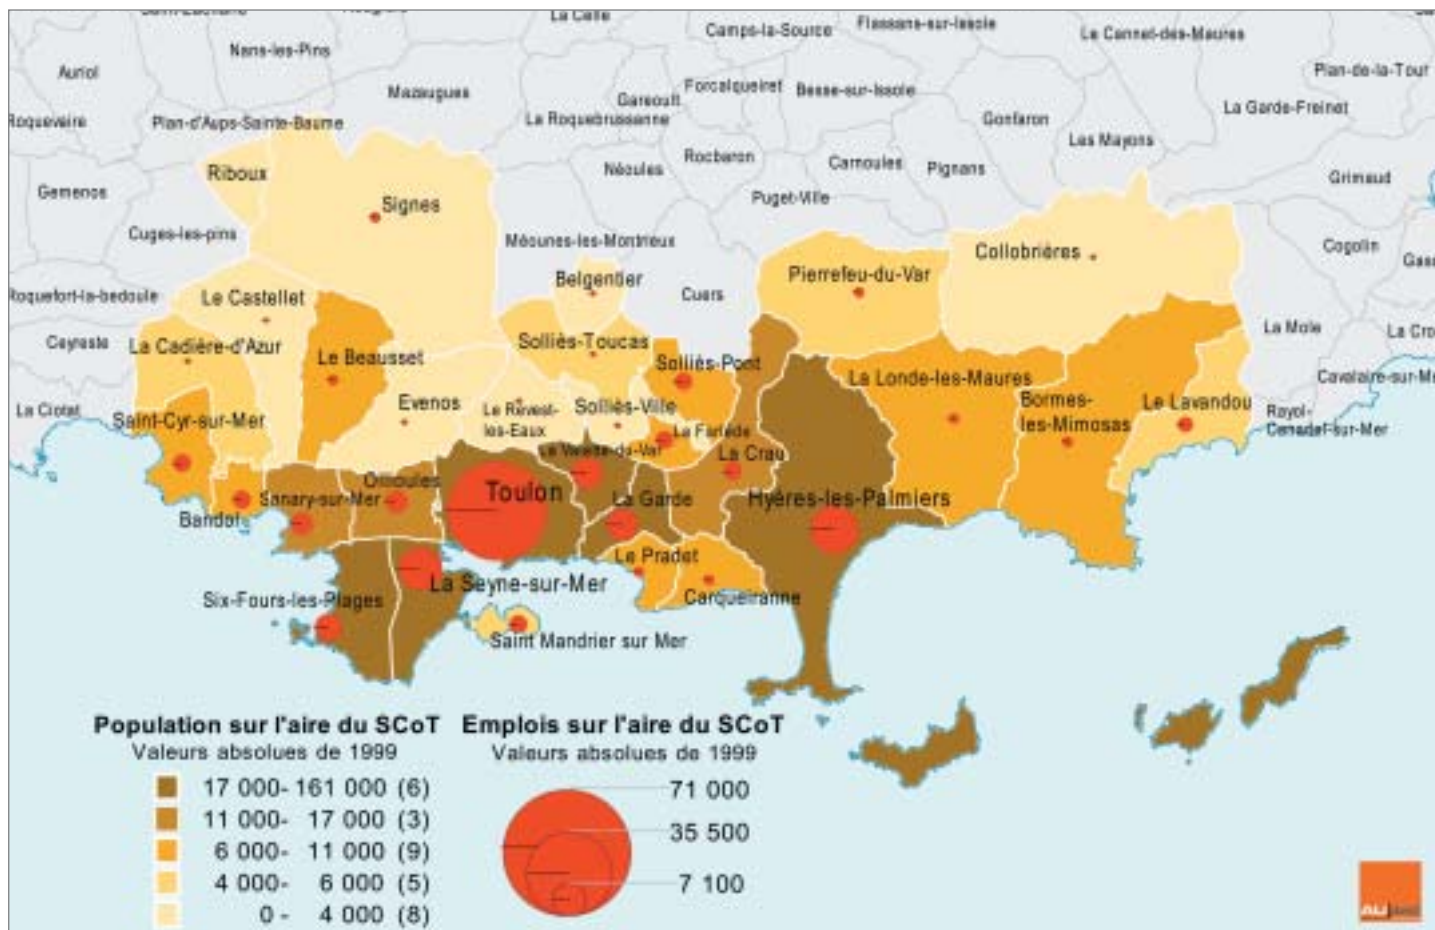 La Celle
Camps-la-Source
Flassans-sur-Issole
Le Cannet-des-Maures
Nans-les-Pins
Auriol
Plan-de-la-Tour
Mazaugues
Forcalqueiret
Besse-sur-Issole
Gareoult
La Garde-Freinet
Roquevaire
Plan-d'Aups-Sainte-Baume
La Roquebrussanne
Gonfaron
Les Mayons
Rocbaron
Carnoules
Pignans
Néoules
Riboux
Grimaud
Gemenos
Puget-Ville
Signes
Cuges-les-pins
Méounes-les-Montrieux
Cogolin
Collobrières
Belgentier
Pierrefeu-du-Var
Roquefort-la-bedoule
Le Castellet
Cuers
La Mole
La Cro
Ceyreste
La Cadière-d'Azur
Le Beausset
Solliès-Toucas
Solliès-Pont
La Londe-les-Maures
Cavalaire-sur-Me
La Ciotat
Saint-Cyr-sur-Mer
Evenos
Le Revest-
les-Eaux
Solliès-Ville
La Farlède
Bormes-
les-Mimosas
Le Lavandou
Rayol-
Canadel-sur-Mer
La Valette-du-Var
La Crau
Ollioules
Sanary-sur-Mer
Toulon
La Garde
Hyères-les-Palmiers
Bandol
Le Pradet
La Seyne-sur-Mer
Carqueiranne
Six-Fours-les-Plages
Saint Mandrier sur Mer
Population sur l'aire du SCoT
Valeurs absolues de 1999
17 000- 161 000 (6)
11 000- 17 000 (3)
6 000- 11 000 (9)
4 000- 6 000 (5)
0 - 4 000 (8)
Emplois sur l'aire du SCoT
Valeurs absolues de 1999
71 000
35 500
7 100